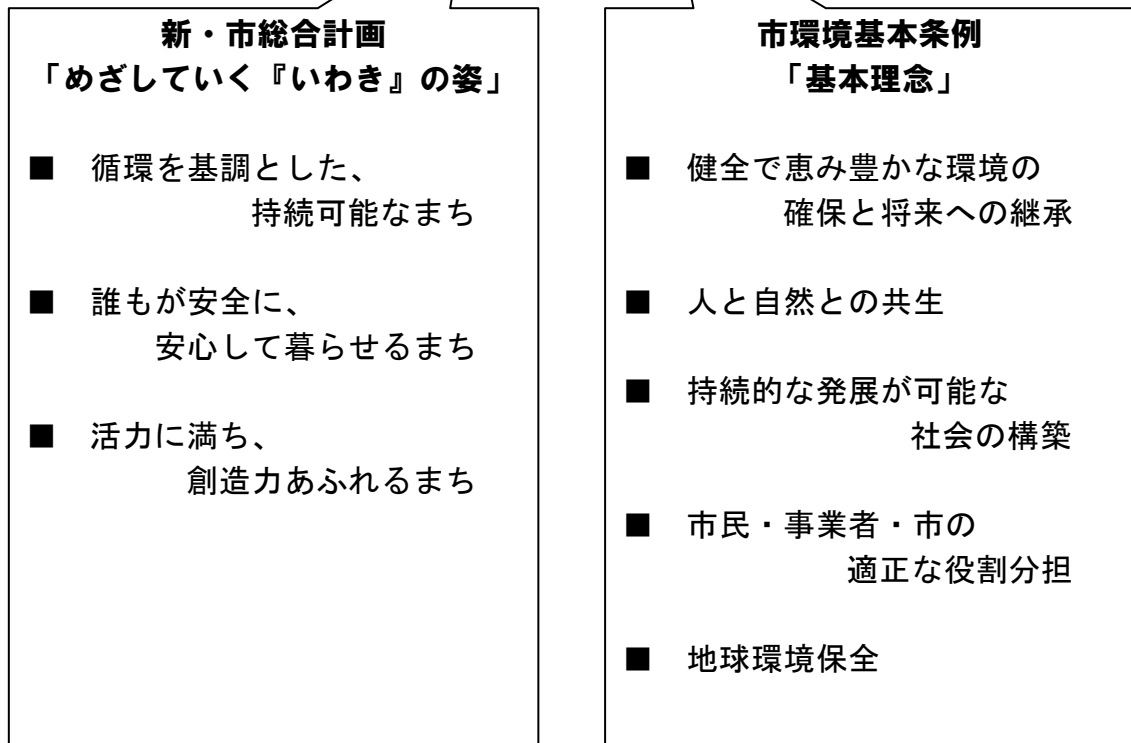 新・市総合計画
「めざしていく『いわき』の姿」
■ 循環を基調とした、
持続可能なまち
■ 誰もが安全に、
安心して暮らせるまち
■ 活力に満ち、
創造力あふれるまち
市環境基本条例
「基本理念」
■ 健全で恵み豊かな環境の
確保と将来への継承
■ 人と自然との共生
■ 持続的な発展が可能な
社会の構築
■ 市民・事業者・市の
適正な役割分担
■ 地球環境保全